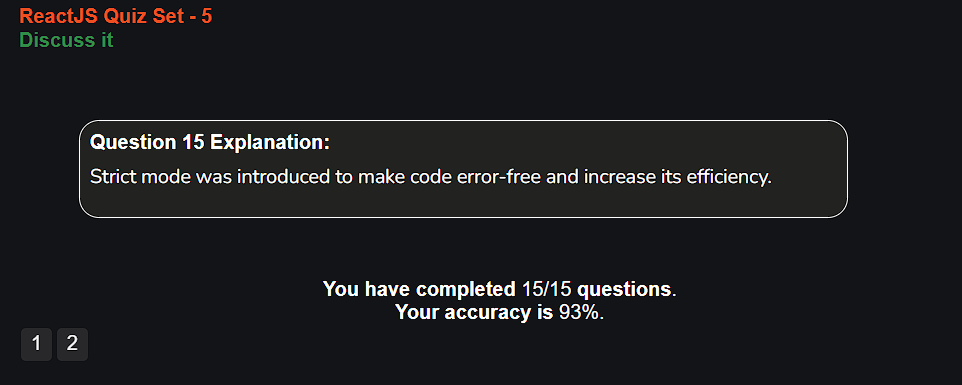 ReactJS Quiz Set - 5
Discuss it
Question 15 Explanation:
Strict mode was introduced to make code error-free and increase its efficiency.
You have completed 15/15 questions.
Your accuracy is 93%.
1 2